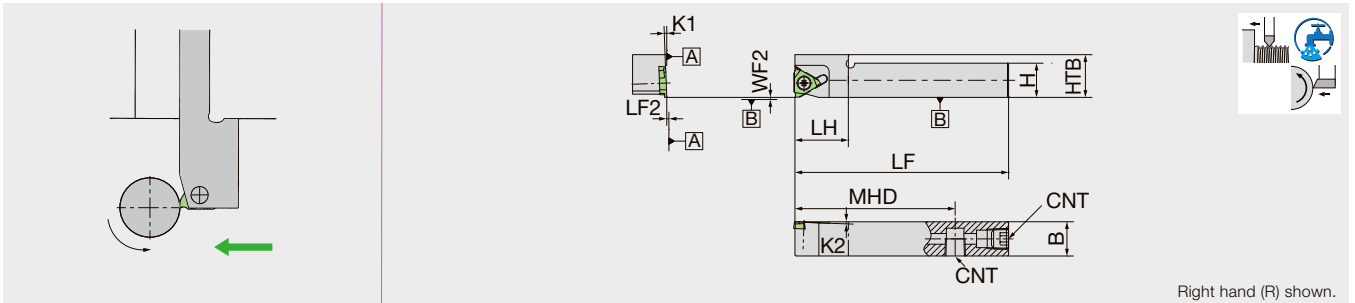 K1
A
WF2
LF2
B
A
H
HTB
B
LH
LF
MHD
CNT
K2
B
CNT
Right hand (R) shown.